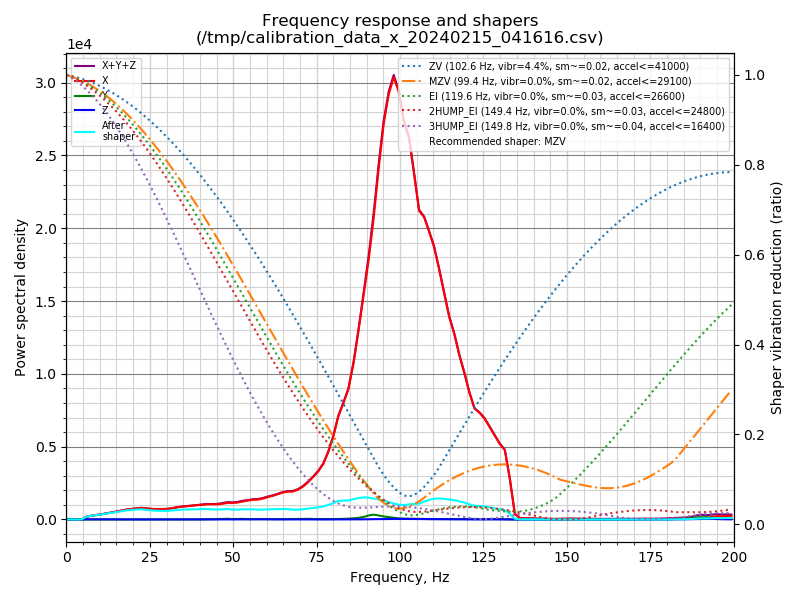 Frequency response and shapers
(/tmp/calibration_data_x_20240215_041616.csv)
1e4
X+Y+Z
X
Y
Z
After
shaper
ZV (102.6 Hz, vibr=4.4%, sm~=0.02, accel<=41000)
MZV (99.4 Hz, vibr=0.0%, sm~=0.02, accel<=29100)
EI (119.6 Hz, vibr=0.0%, sm~=0.03, accel<=26600)
2HUMP_EI (149.4 Hz, vibr=0.0%, sm~=0.03, accel<=24800)
3HUMP_EI (149.8 Hz, vibr=0.0%, sm~=0.04, accel<=16400)
Recommended shaper: MZV
3.0
2.5
2.0
1.5
1.0
0.5
0.0
Power spectral density
1.0
0.8
0.6
0.4
0.2
0.0
Shaper vibration reduction (ratio)
0 25 50 75 100 125 150 175 200
Frequency, Hz